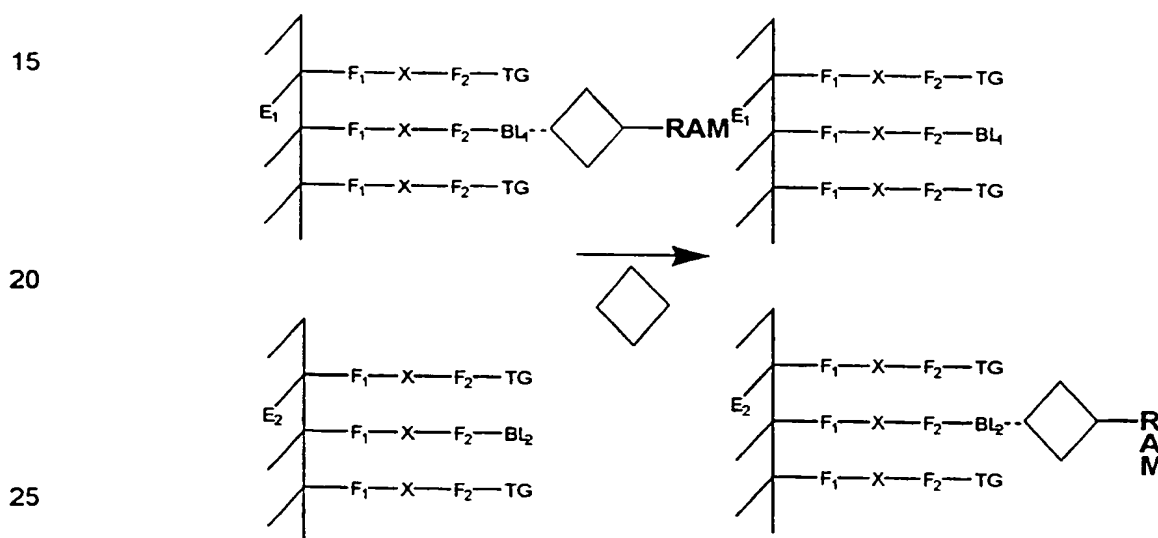 15
F₁—X—F₂—TG
E₁
F₁—X—F₂—BL₁
RAM
F₁—X—F₂—TG
E₁
F₁—X—F₂—TG
F₁—X—F₂—BL₁
F₁—X—F₂—TG
20
F₁—X—F₂—TG
E₂
F₁—X—F₂—BL₂
F₁—X—F₂—TG
F₁—X—F₂—TG
E₂
F₁—X—F₂—BL₂
RAM
F₁—X—F₂—TG
25